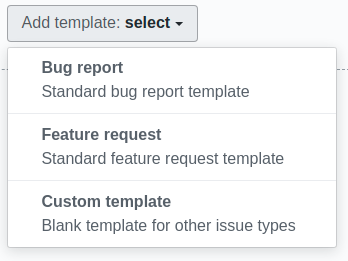 Add template: select
Bug report
Standard bug report template
Feature request
Standard feature request template
Custom template
Blank template for other issue types